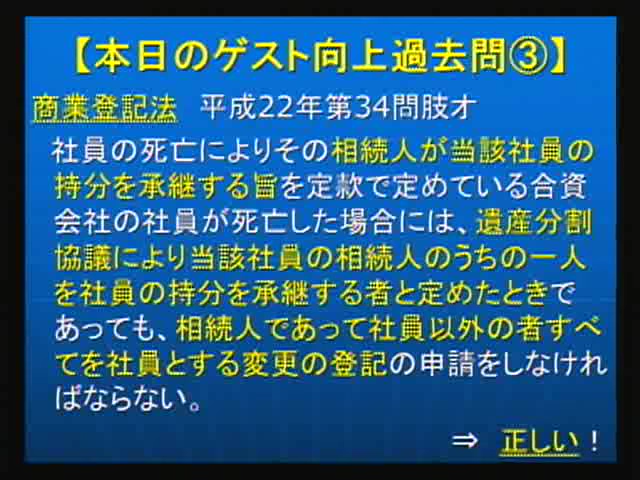 【本日のゲスト向上過去問③】
商業登記法　平成22年第34問肢オ
社員の死亡によりその相続人が当該社員の
持分を承継する旨を定款で定めている合資
会社の社員が死亡した場合には、遺産分割
協議により当該社員の相続人のうちの一人
を社員の持分を承継する者と定めたときで
あっても、相続人であって社員以外の者すべ
てを社員とする変更の登記の申請をしなけれ
ばならない。
⇒　正しい！